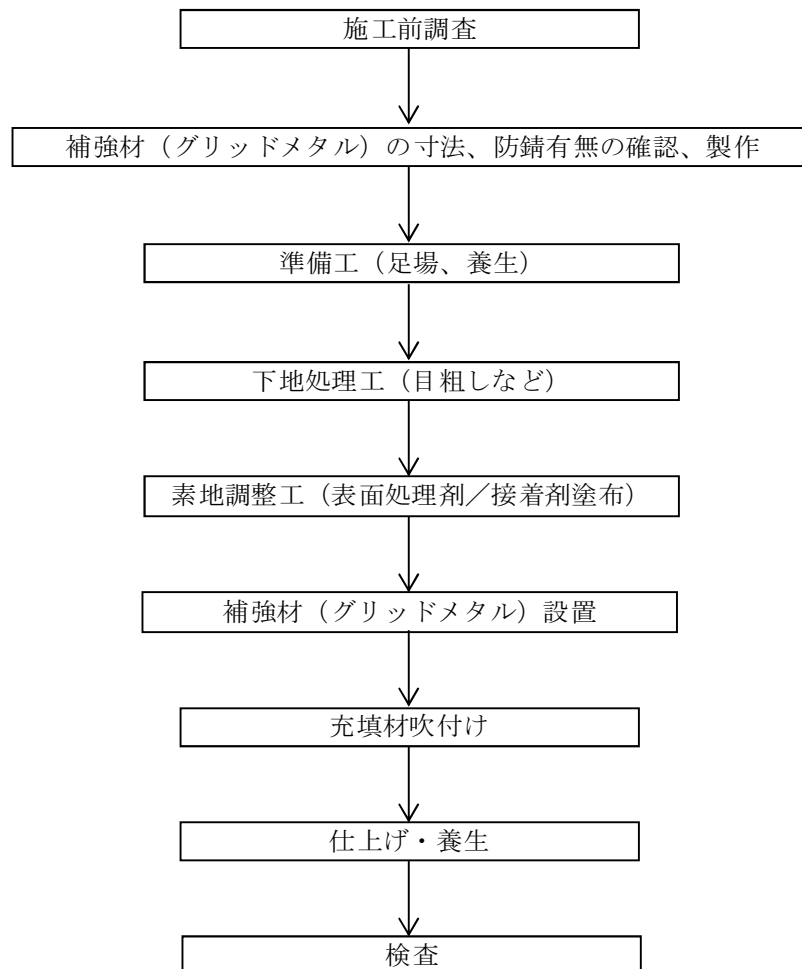 施工前調査
補強材（グリッドメタル）の寸法、防錆有無の確認、製作
準備工（足場、養生）
下地処理工（目粗しなど）
素地調整工（表面処理剤／接着剤塗布）
補強材（グリッドメタル）設置
充填材吹付け
仕上げ・養生
検査